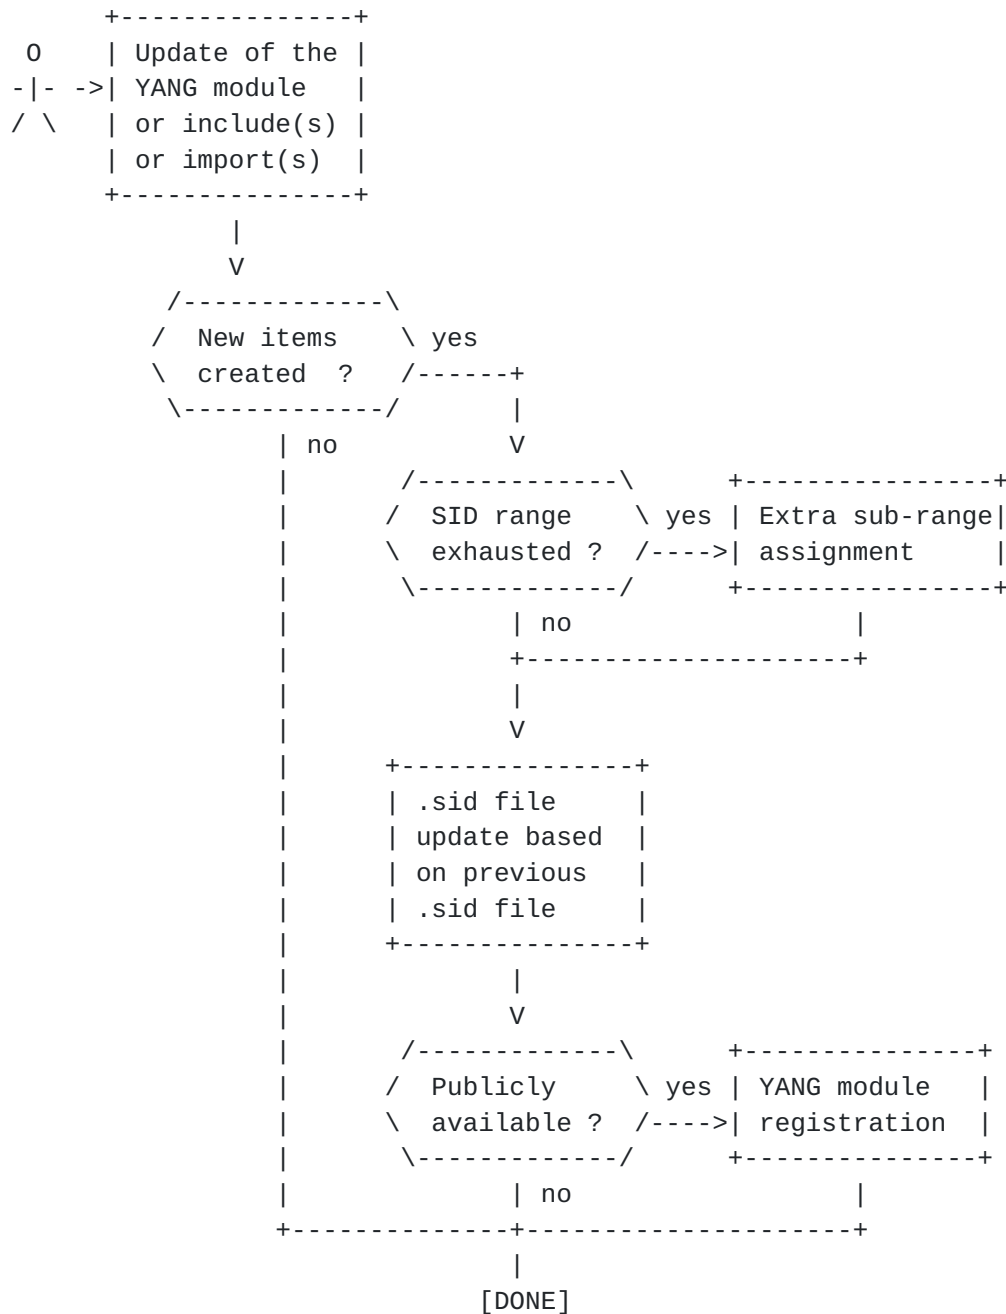 Update of the
YANG module
or include(s)
or import(s)
New items
created ?
yes
no
SID range
exhausted ?
yes
Extra sub-range
assignment
no
.sid file
update based
on previous
.sid file
Publicly
available ?
yes
YANG module
registration
no
[DONE]